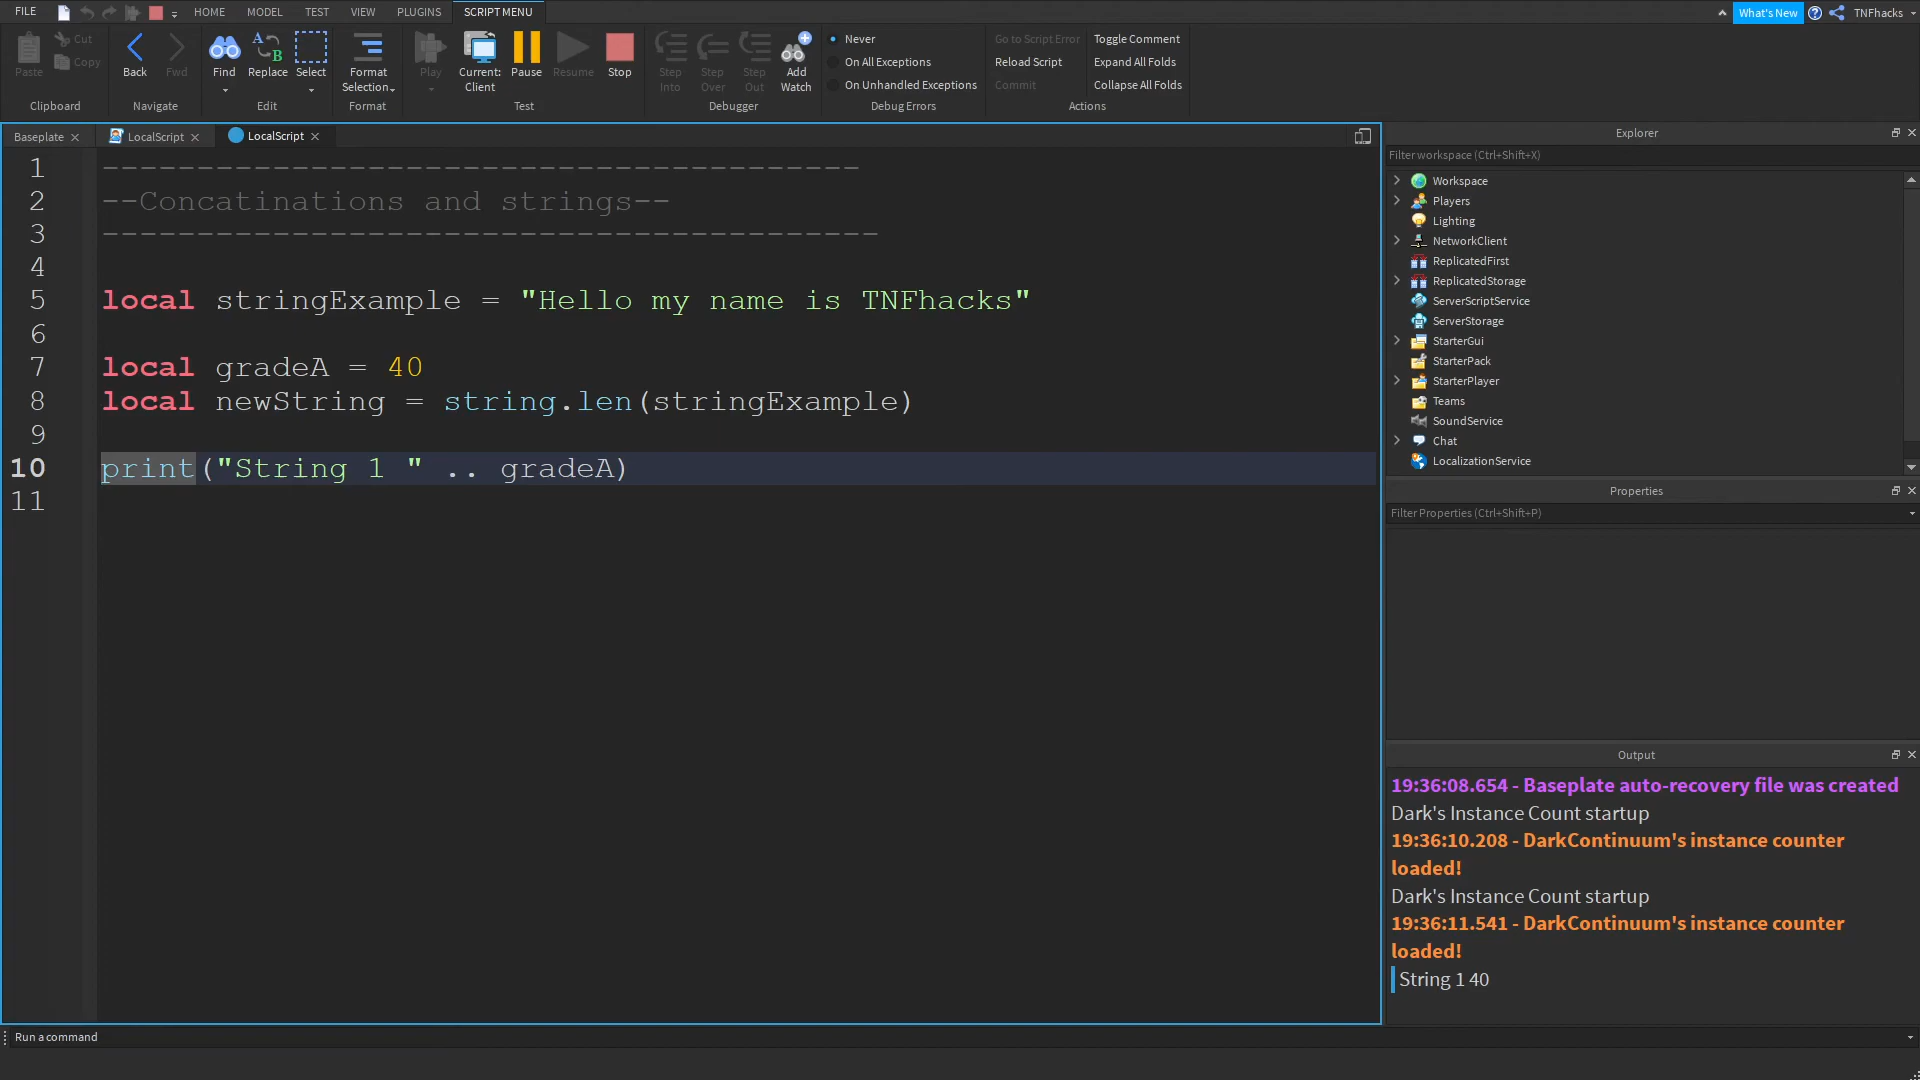 FILE HOME MODEL TEST VIEW PLUGINS SCRIPT MENU What's New TNFhacks
Paste Cut Copy Clipboard
Back Fwd Navigate
Find Replace Select Edit
Format Selection Format
Play Current: Client Pause Resume Stop Test
Step Into Step Over Step Out Add Watch Debugger
Never
On All Exceptions
On Unhandled Exceptions
Debug Errors
Go to Script Error Toggle Comment
Reload Script Expand All Folds
Commit Collapse All Folds
Actions
Baseplate LocalScript LocalScript
1 ----------------------------------------
2 --Concatinations and strings--
3 -----------------------------------------
4
5 local stringExample = "Hello my name is TNFhacks"
6
7 local gradeA = 40
8 local newString = string.len(stringExample)
9
10 print("String 1 " .. gradeA)
11
Explorer
Filter workspace (Ctrl+Shift+X)
Workspace
Players
Lighting
NetworkClient
ReplicatedFirst
ReplicatedStorage
ServerScriptService
ServerStorage
StarterGui
StarterPack
StarterPlayer
Teams
SoundService
Chat
LocalizationService
Properties
Filter Properties (Ctrl+Shift+P)
Output
19:36:08.654 - Baseplate auto-recovery file was created
Dark's Instance Count startup
19:36:10.208 - DarkContinuum's instance counter
loaded!
Dark's Instance Count startup
19:36:11.541 - DarkContinuum's instance counter
loaded!
String 1 40
Run a command